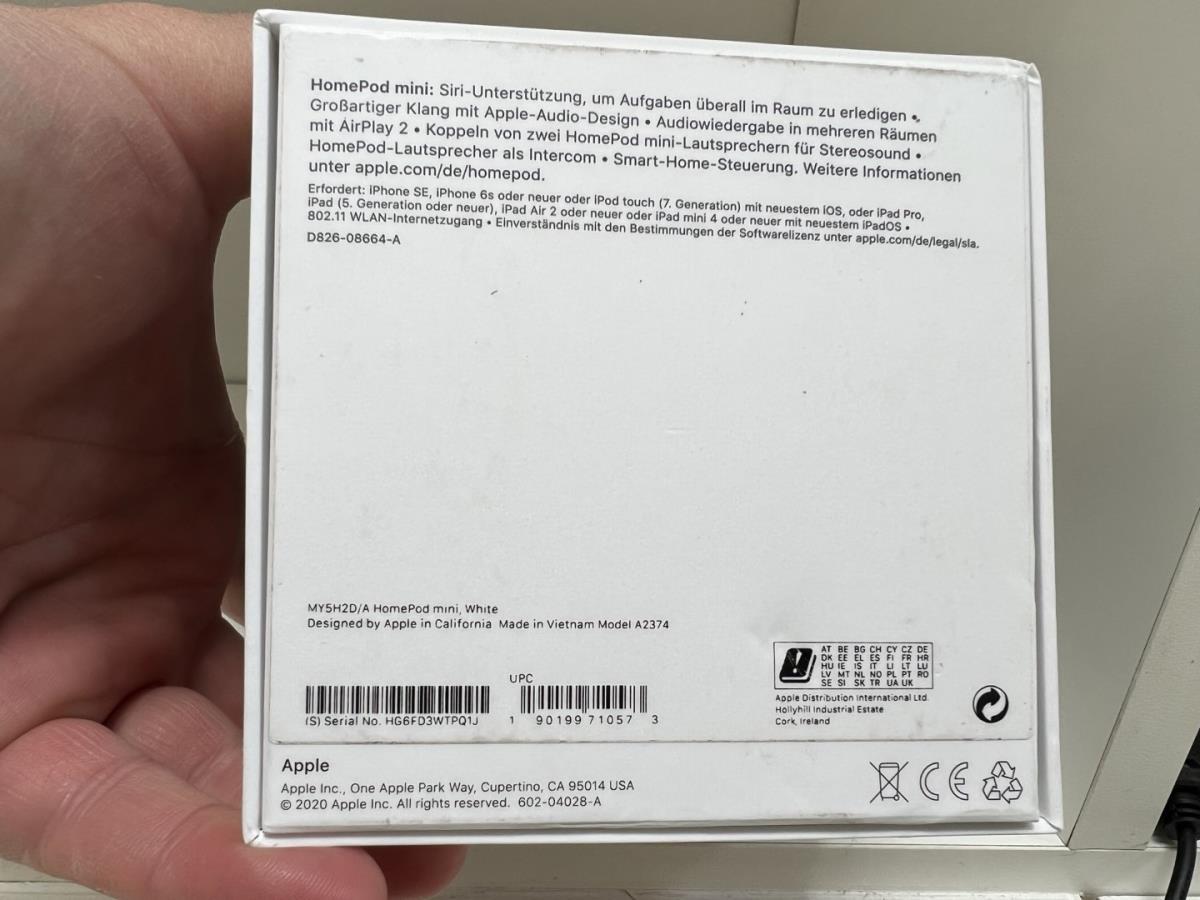 HomePod mini: Siri-Unterstützung, um Aufgaben überall im Raum zu erledigen •
Großartiger Klang mit Apple-Audio-Design • Audiowiedergabe in mehreren Räumen
mit AirPlay 2 • Koppeln von zwei HomePod mini-Lautsprechern für Stereosound •
HomePod-Lautsprecher als Intercom • Smart-Home-Steuerung. Weitere Informationen
unter apple.com/de/homepod.
Erfordert: iPhone SE, iPhone 6s oder neuer oder iPod touch (7. Generation) mit neuestem iOS, oder iPad Pro,
iPad (5. Generation oder neuer), iPad Air 2 oder neuer oder iPad mini 4 oder neuer mit neuestem iPadOS •
802.11 WLAN-Internetzugang • Einverständnis mit den Bestimmungen der Softwarelizenz unter apple.com/de/legal/sla.
D826-08664-A
MY5H2D/A HomePod mini, White
Designed by Apple in California Made in Vietnam Model A2374
UPC
(S) Serial No. HG6FD3WTPQ1J
1 90199 71057 3
AT BE BG CH CY CZ DE
DK EE EL ES FI FR HR
HU IE IS IT LI LT LU
LV MT NL NO PL PT RO
SE SI SK TR UA UK
Apple Distribution International Ltd.
Hollyhill Industrial Estate
Cork, Ireland
Apple
Apple Inc., One Apple Park Way, Cupertino, CA 95014 USA
© 2020 Apple Inc. All rights reserved. 602-04028-A
CE